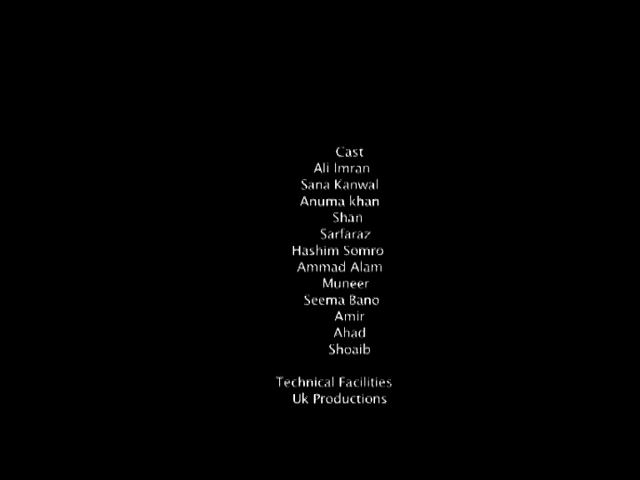 Cast
Ali Imran
Sana Kanwal
Anuma khan
Shan
Sarfaraz
Hashim Somro
Ammad Alam
Muneer
Seema Bano
Amir
Ahad
Shoaib
Technical Facilities
Uk Productions